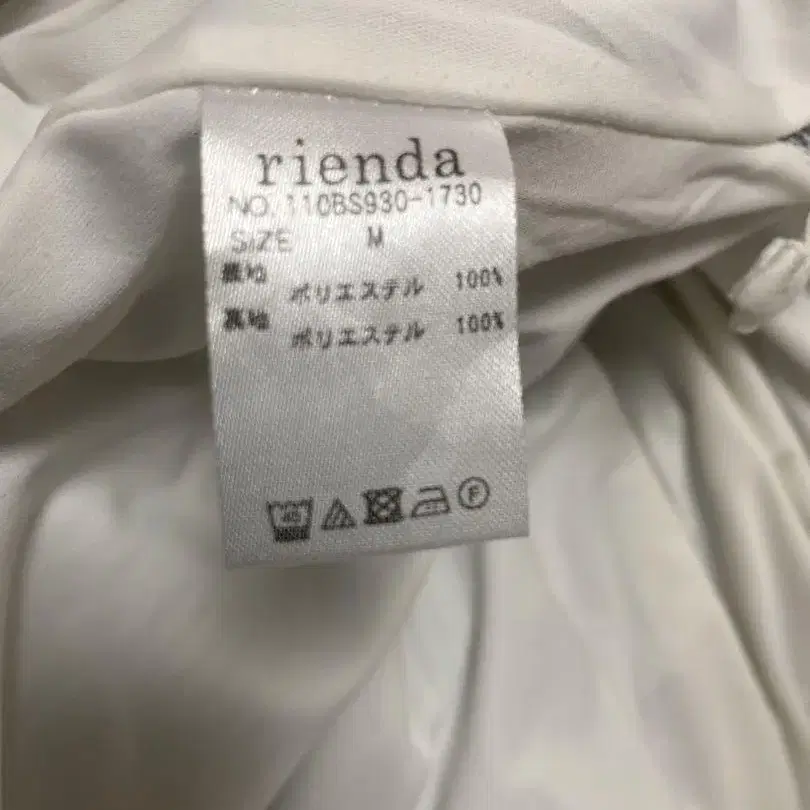 rienda
NO. 110BS930-1730
SIZE M
表地 ポリエステル 100%
裏地 ポリエステル 100%
40
F